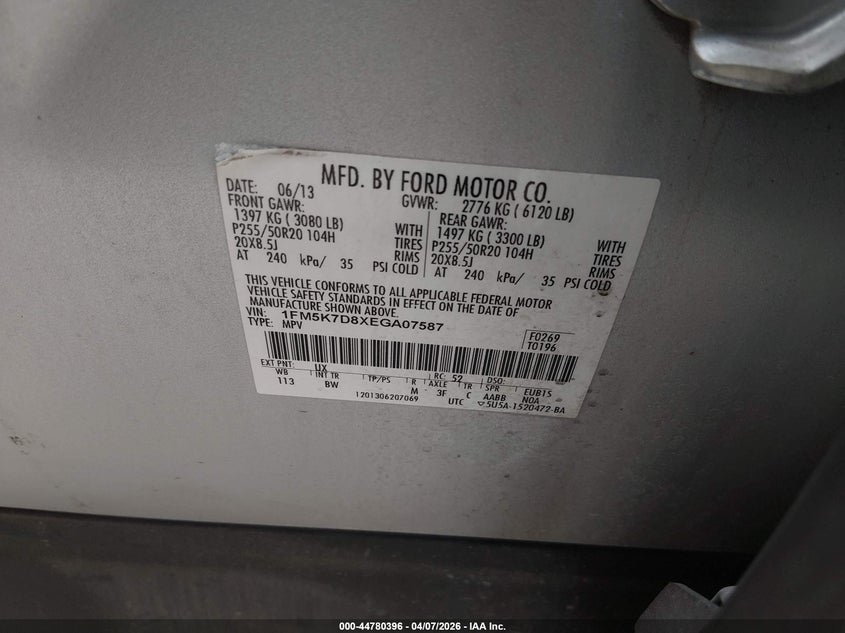 MFD. BY FORD MOTOR CO.
DATE: 06/13 GVWR: 2776 KG ( 6120 LB)
FRONT GAWR: REAR GAWR:
1397 KG ( 3080 LB) WITH 1497 KG ( 3300 LB) WITH
P255/50R20 104H TIRES P255/50R20 104H TIRES
20X8.5J RIMS 20X8.5J RIMS
AT 240 kPa/ 35 PSI COLD AT 240 kPa/ 35 PSI COLD
THIS VEHICLE CONFORMS TO ALL APPLICABLE FEDERAL MOTOR
VEHICLE SAFETY STANDARDS IN EFFECT ON THE DATE OF
MANUFACTURE SHOWN ABOVE.
VIN: 1FM5K7D8XEGA07587
TYPE: MPV
F0269
T0196
EXT PNT: UX RC: 52 DSO:
WB INT TR TP/PS R AXLE TR SPR EUB15
113 BW M 3F C AABB N0A
1201306207069 UTC ▽5U5A-1520472-BA
000-44780396 - 04/07/2026 - IAA Inc.